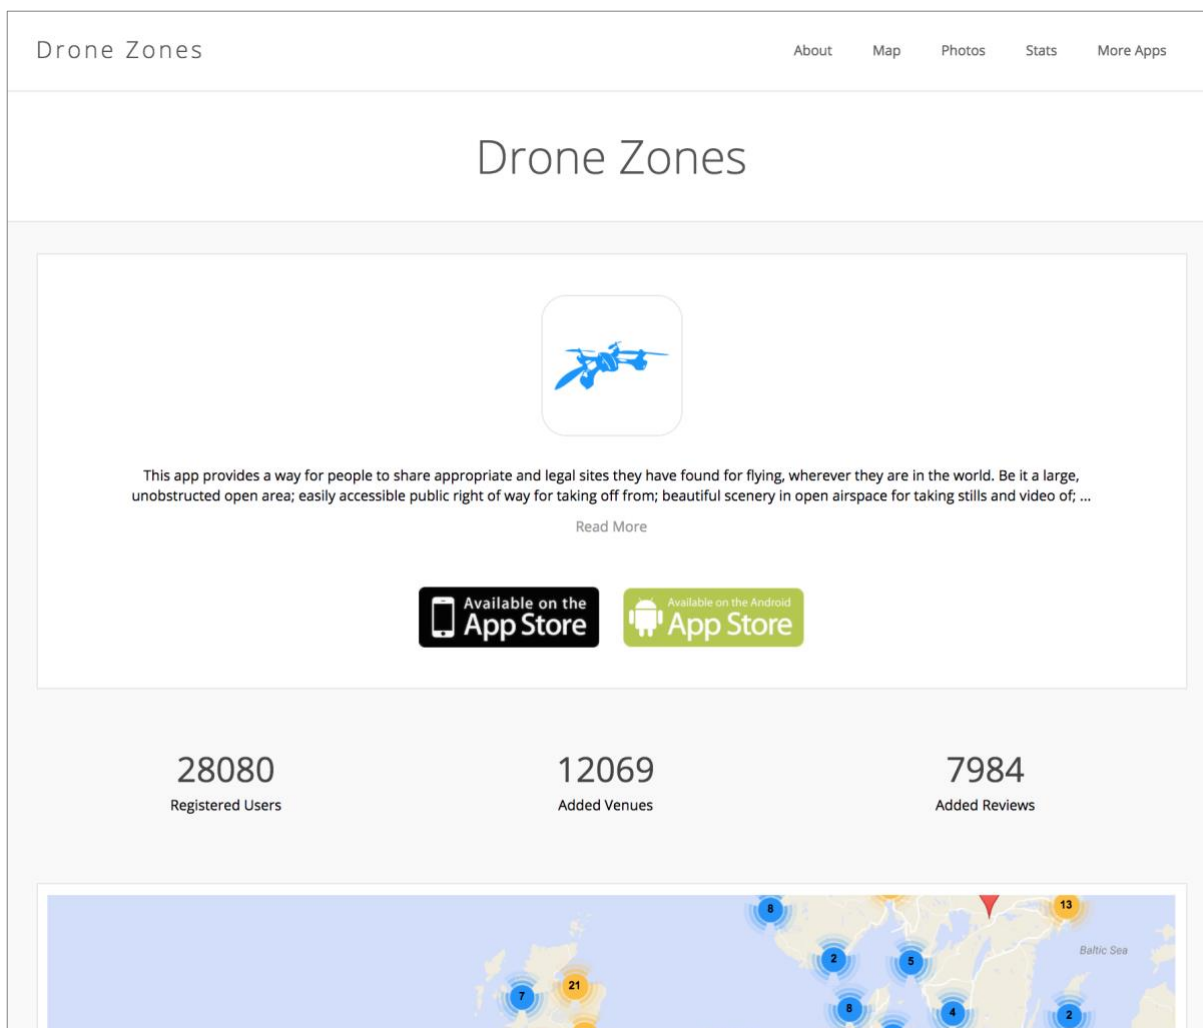 Drone Zones
About Map Photos Stats More Apps
Drone Zones
This app provides a way for people to share appropriate and legal sites they have found for flying, wherever they are in the world. Be it a large,
unobstructed open area; easily accessible public right of way for taking off from; beautiful scenery in open airspace for taking stills and video of; ...
Read More
Available on the
App Store
Available on the Android
App Store
28080
Registered Users
12069
Added Venues
7984
Added Reviews
8
13
Baltic Sea
2
5
21
7
8
4
2